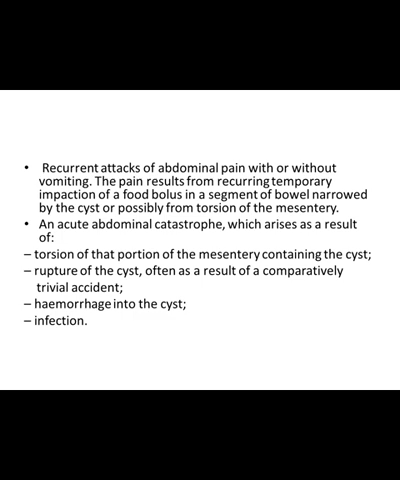 • Recurrent attacks of abdominal pain with or without
vomiting. The pain results from recurring temporary
impaction of a food bolus in a segment of bowel narrowed
by the cyst or possibly from torsion of the mesentery.
• An acute abdominal catastrophe, which arises as a result
of:
– torsion of that portion of the mesentery containing the cyst;
– rupture of the cyst, often as a result of a comparatively
trivial accident;
– haemorrhage into the cyst;
– infection.